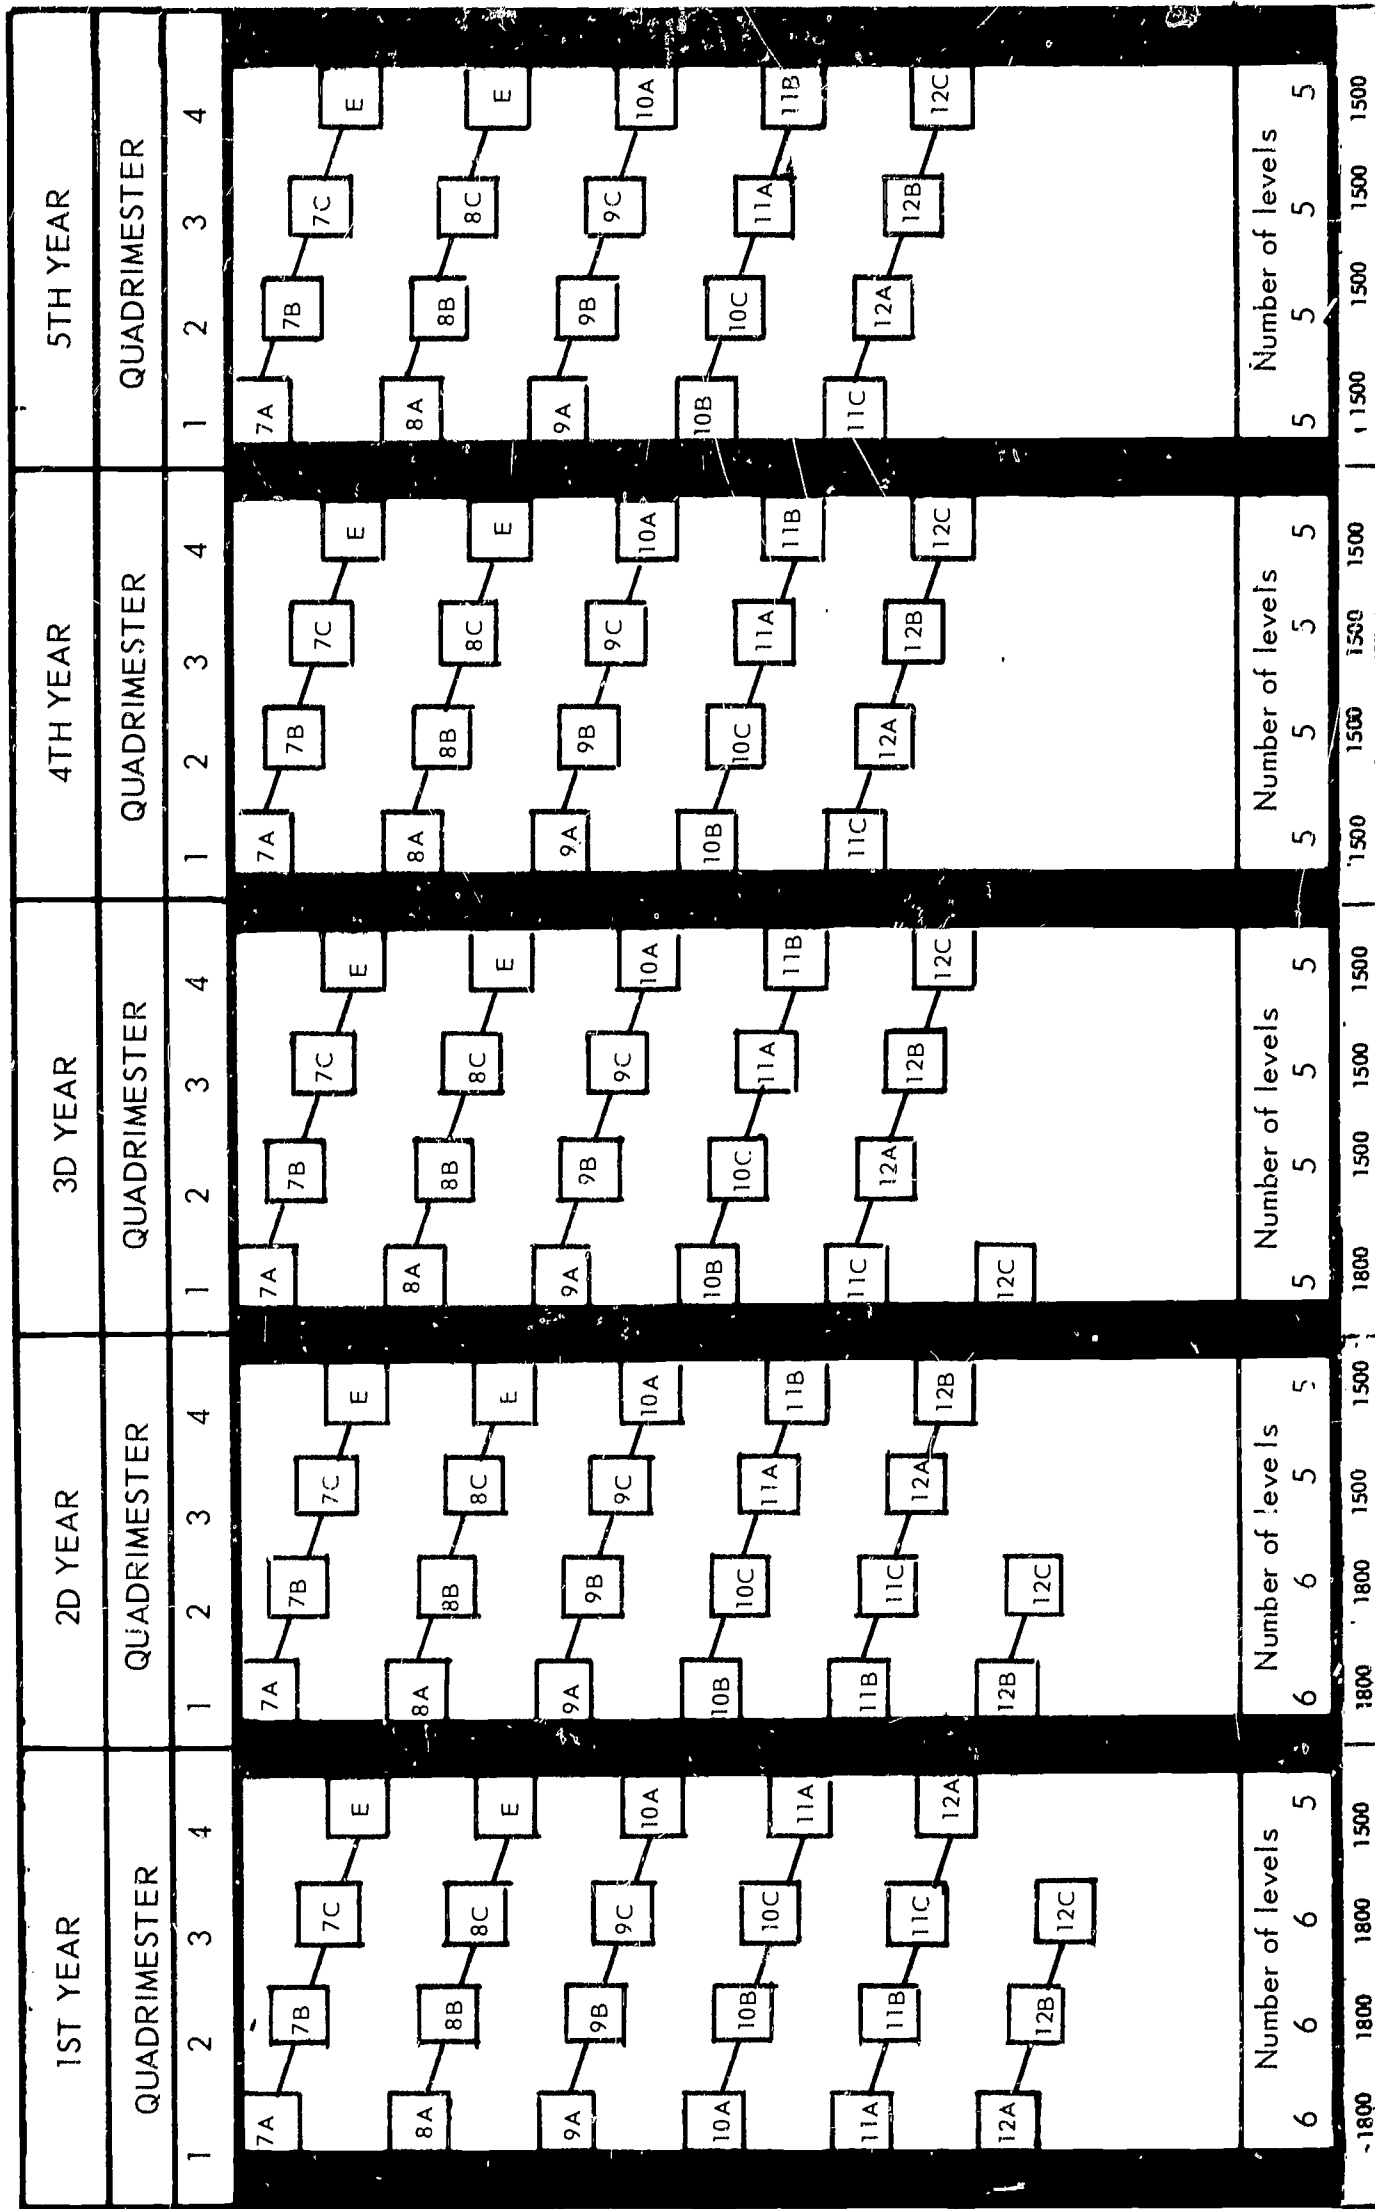 1ST YEAR 2D YEAR 3D YEAR 4TH YEAR 5TH YEAR
QUADRIMESTER QUADRIMESTER QUADRIMESTER QUADRIMESTER QUADRIMESTER
1 2 3 4 1 2 3 4 1 2 3 4 1 2 3 4 1 2 3 4
7A 7B 7C E 7A 7B 7C E 7A 7B 7C E 7A 7B 7C E 7A 7B 7C E
8A 8B 8C E 8A 8B 8C E 8A 8B 8C E 8A 8B 8C E 8A 8B 8C E
9A 9B 9C 10A 9A 9B 9C 10A 9A 9B 9C 10A 9A 9B 9C 10A 9A 9B 9C 10A
10A 10B 10C 11A 10B 10C 11A 11B 10B 10C 11A 11B 10B 10C 11A 11B 10B 10C 11A 11B
11A 11B 11C 12A 11B 11C 12A 12B 11C 12A 12B 12C 11C 12A 12B 12C 11C 12A 12B 12C
12A 12B 12C 12B 12C 12C
Number of levels Number of levels Number of levels Number of levels Number of levels
6 6 6 5 6 6 5 5 5 5 5 5 5 5 5 5 5 5 5 5
1800 1800 1800 1500 1800 1800 1500 1500 1800 1500 1500 1500 1500 1500 1500 1500 1500 1500 1500 1500